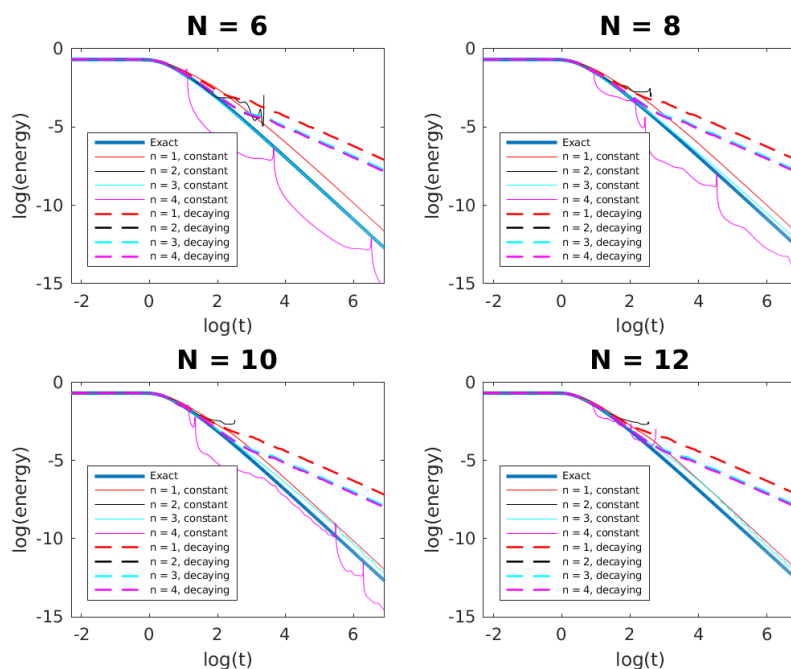 N = 6
0
-5
-10
-15
log(energy)
Exact
n = 1, constant
n = 2, constant
n = 3, constant
n = 4, constant
n = 1, decaying
n = 2, decaying
n = 3, decaying
n = 4, decaying
-2 0 2 4 6
log(t)
N = 8
0
-5
-10
-15
log(energy)
Exact
n = 1, constant
n = 2, constant
n = 3, constant
n = 4, constant
n = 1, decaying
n = 2, decaying
n = 3, decaying
n = 4, decaying
-2 0 2 4 6
log(t)
N = 10
0
-5
-10
-15
log(energy)
Exact
n = 1, constant
n = 2, constant
n = 3, constant
n = 4, constant
n = 1, decaying
n = 2, decaying
n = 3, decaying
n = 4, decaying
-2 0 2 4 6
log(t)
N = 12
0
-5
-10
-15
log(energy)
Exact
n = 1, constant
n = 2, constant
n = 3, constant
n = 4, constant
n = 1, decaying
n = 2, decaying
n = 3, decaying
n = 4, decaying
-2 0 2 4 6
log(t)